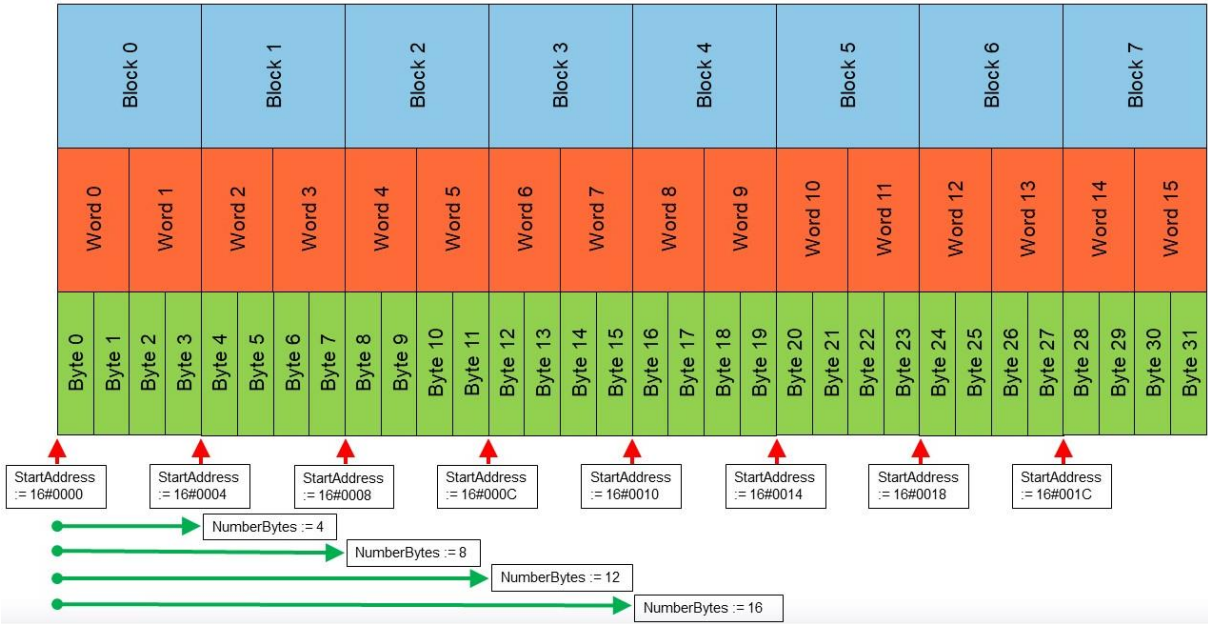 Block 0
Block 1
Block 2
Block 3
Block 4
Block 5
Block 6
Block 7
Word 0
Word 1
Word 2
Word 3
Word 4
Word 5
Word 6
Word 7
Word 8
Word 9
Word 10
Word 11
Word 12
Word 13
Word 14
Word 15
Byte 0
Byte 1
Byte 2
Byte 3
Byte 4
Byte 5
Byte 6
Byte 7
Byte 8
Byte 9
Byte 10
Byte 11
Byte 12
Byte 13
Byte 14
Byte 15
Byte 16
Byte 17
Byte 18
Byte 19
Byte 20
Byte 21
Byte 22
Byte 23
Byte 24
Byte 25
Byte 26
Byte 27
Byte 28
Byte 29
Byte 30
Byte 31
StartAddress
:= 16#0000
StartAddress
:= 16#0004
StartAddress
:= 16#0008
StartAddress
:= 16#000C
StartAddress
:= 16#0010
StartAddress
:= 16#0014
StartAddress
:= 16#0018
StartAddress
:= 16#001C
NumberBytes := 4
NumberBytes := 8
NumberBytes := 12
NumberBytes := 16